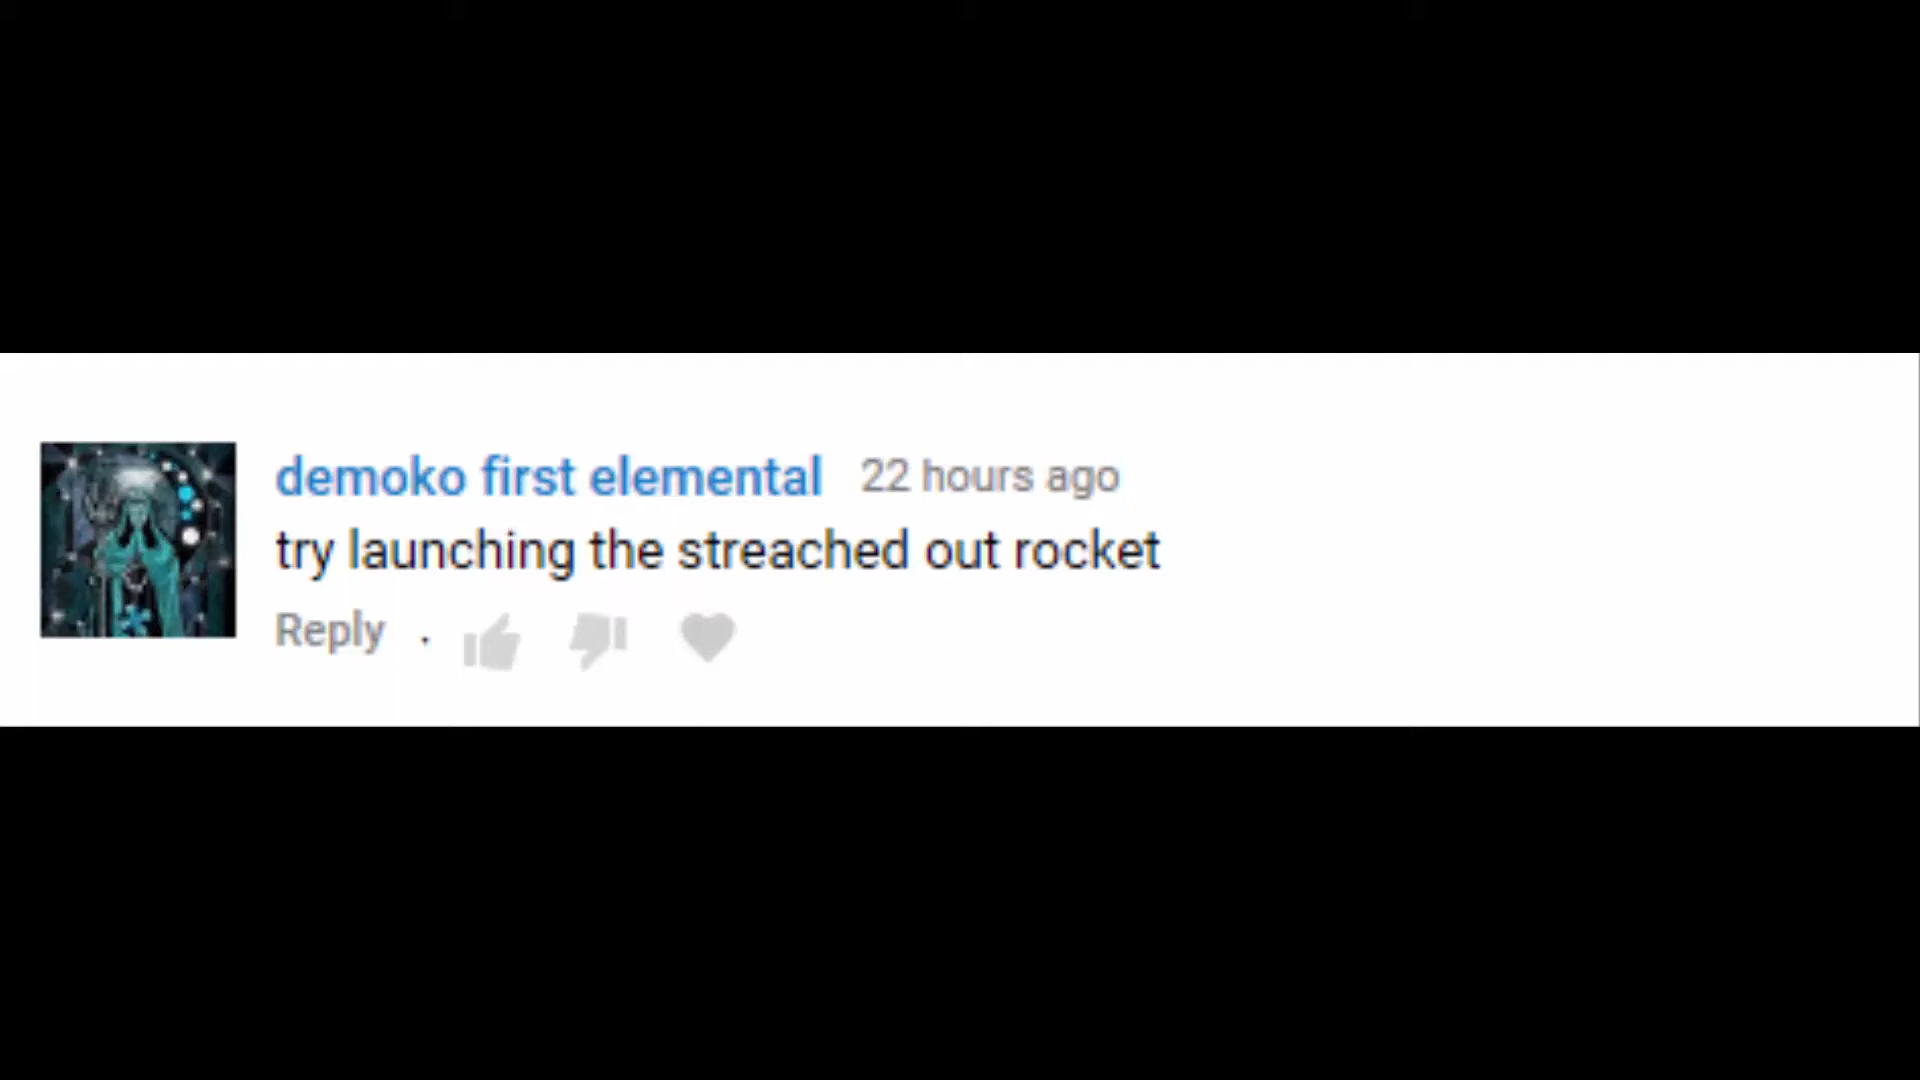 demoko first elemental 22 hours ago
try launching the streached out rocket
Reply .